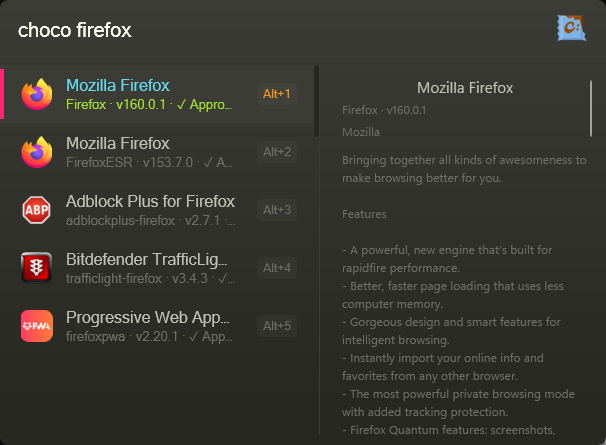 choco firefox
Mozilla Firefox
Firefox · v160.0.1 · ✓ Appro...
Alt+1
Mozilla Firefox
FirefoxESR · v153.7.0 · ✓ A...
Alt+2
ABP
Adblock Plus for Firefox
adblockplus-firefox · v2.7.1 ·...
Alt+3
Bitdefender TrafficLig...
trafficlight-firefox · v3.4.3 · ✓...
Alt+4
PWA
Progressive Web App...
firefoxpwa · v2.20.1 · ✓ App...
Alt+5
Mozilla Firefox
Firefox · v160.0.1
Mozilla
Bringing together all kinds of awesomeness to
make browsing better for you.
Features
- A powerful, new engine that's built for
rapidfire performance.
- Better, faster page loading that uses less
computer memory.
- Gorgeous design and smart features for
intelligent browsing.
- Instantly import your online info and
favorites from any other browser.
- The most powerful private browsing mode
with added tracking protection.
- Firefox Quantum features: screenshots,